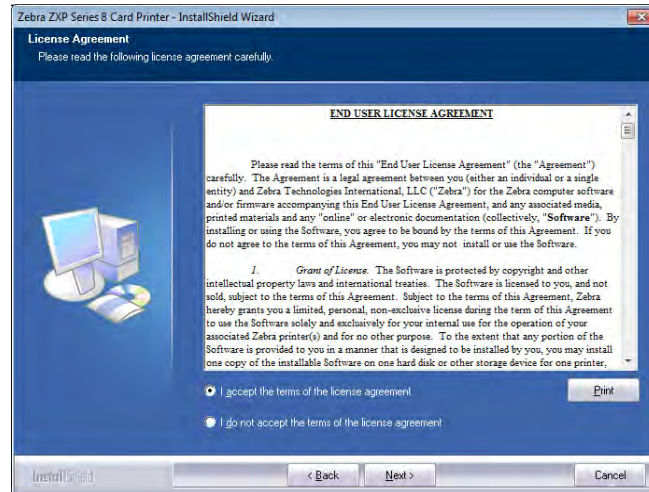 Zebra ZXP Series 8 Card Printer - InstallShield Wizard
License Agreement
Please read the following license agreement carefully.
END USER LICENSE AGREEMENT
Please read the terms of this "End User License Agreement" (the "Agreement")
carefully. The Agreement is a legal agreement between you (either an individual or a single
entity) and Zebra Technologies International, LLC ("Zebra") for the Zebra computer software
and/or firmware accompanying this End User License Agreement, and any associated media,
printed materials and any "online" or electronic documentation (collectively, "Software"). By
installing or using the Software, you agree to be bound by the terms of this Agreement. If you
do not agree to the terms of this Agreement, you may not install or use the Software.
1. Grant of License. The Software is protected by copyright and other
intellectual property laws and international treaties. The Software is licensed to you, and not
sold, subject to the terms of this Agreement. Subject to the terms of this Agreement, Zebra
hereby grants you a limited, personal, non-exclusive license during the term of this Agreement
to use the Software solely and exclusively for your internal use for the operation of your
associated Zebra printer(s) and for no other purpose. To the extent that any portion of the
Software is provided to you in a manner that is designed to be installed by you, you may install
one copy of the installable Software on one hard disk or other storage device for one printer,
I accept the terms of the license agreement
Print
I do not accept the terms of the license agreement
InstallShield
< Back
Next >
Cancel